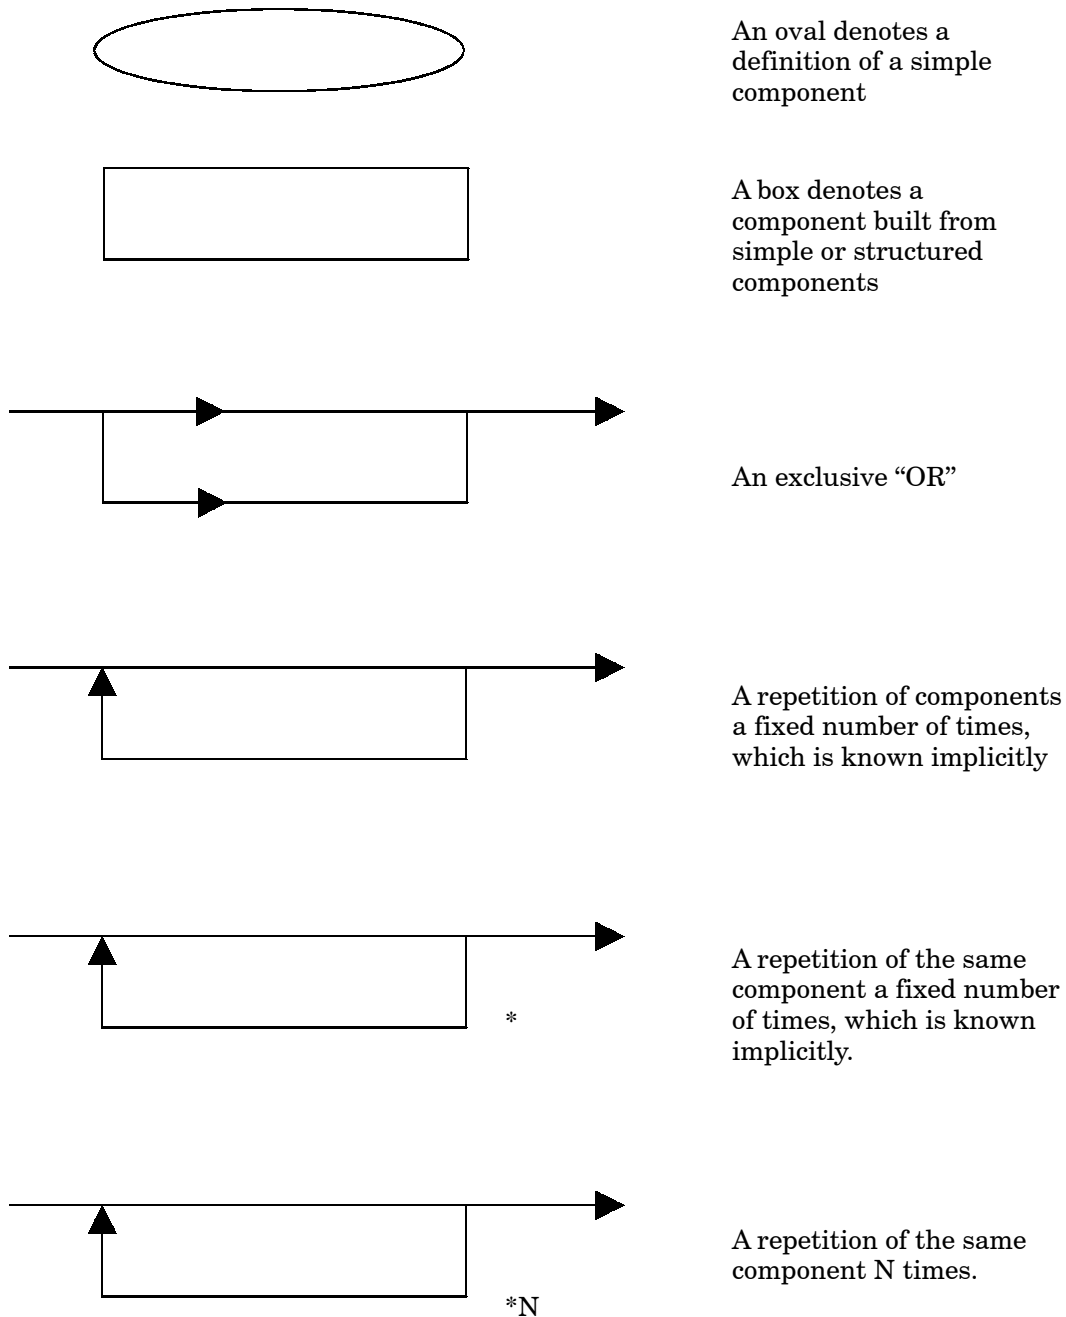 An oval denotes a
definition of a simple
component
A box denotes a
component built from
simple or structured
components
An exclusive “OR”
A repetition of components
a fixed number of times,
which is known implicitly
A repetition of the same
component a fixed number
of times, which is known
implicitly.
*
A repetition of the same
component N times.
*N